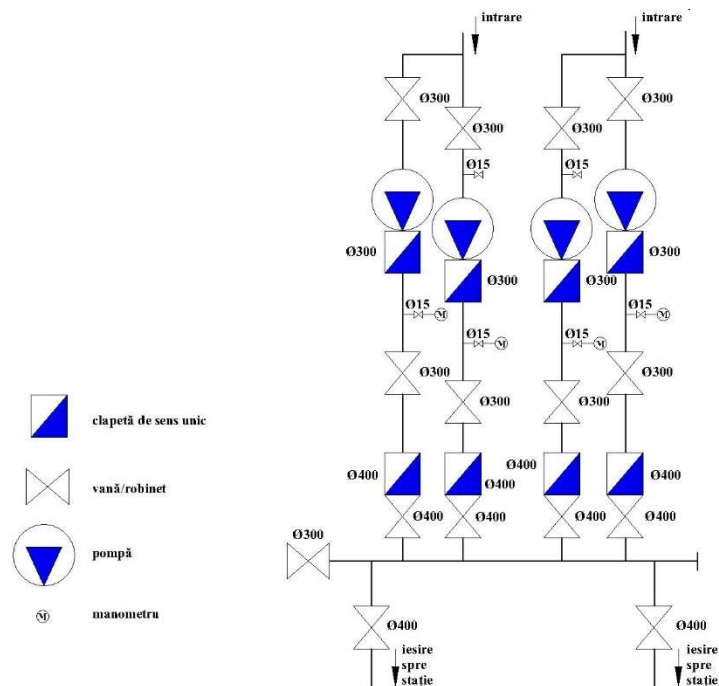 intrare
intrare
Ø300
Ø300
Ø300
Ø300
Ø15
Ø15
Ø300
Ø300
Ø300
Ø300
Ø15
M
Ø15
M
Ø15
M
Ø15
M
Ø300
Ø300
Ø300
Ø300
clapetă de sens unic
Ø400
Ø400
Ø400
Ø400
vană/robinet
Ø400
Ø400
Ø400
Ø400
Ø300
pompă
M
manometru
Ø400
Ø400
iesire
spre
stație
iesire
spre
stație